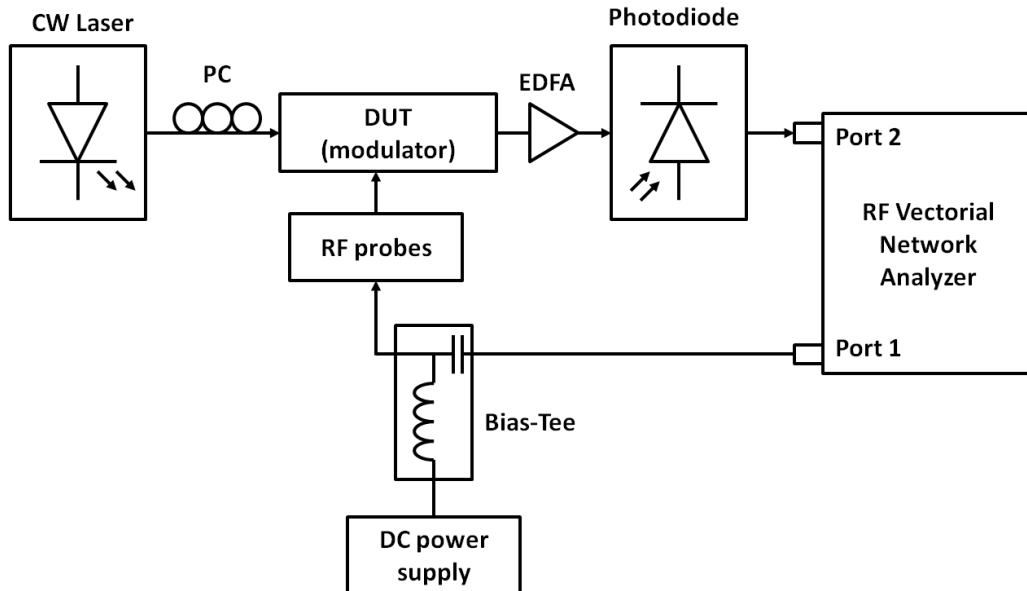 CW Laser
PC
DUT
(modulator)
EDFA
Photodiode
Port 2
RF Vectorial
Network
Analyzer
Port 1
RF probes
Bias-Tee
DC power
supply